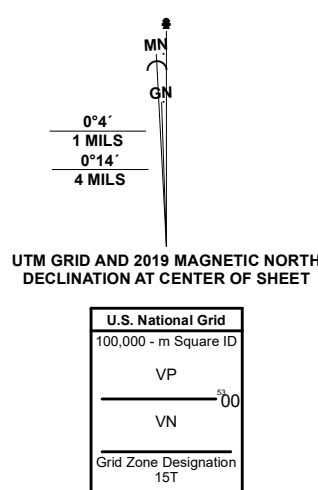 MN
GN
0°4´
1 MILS
0°14´
4 MILS
UTM GRID AND 2019 MAGNETIC NORTH
DECLINATION AT CENTER OF SHEET
U.S. National Grid
100,000 - m Square ID
VP
53 00
VN
Grid Zone Designation
15T